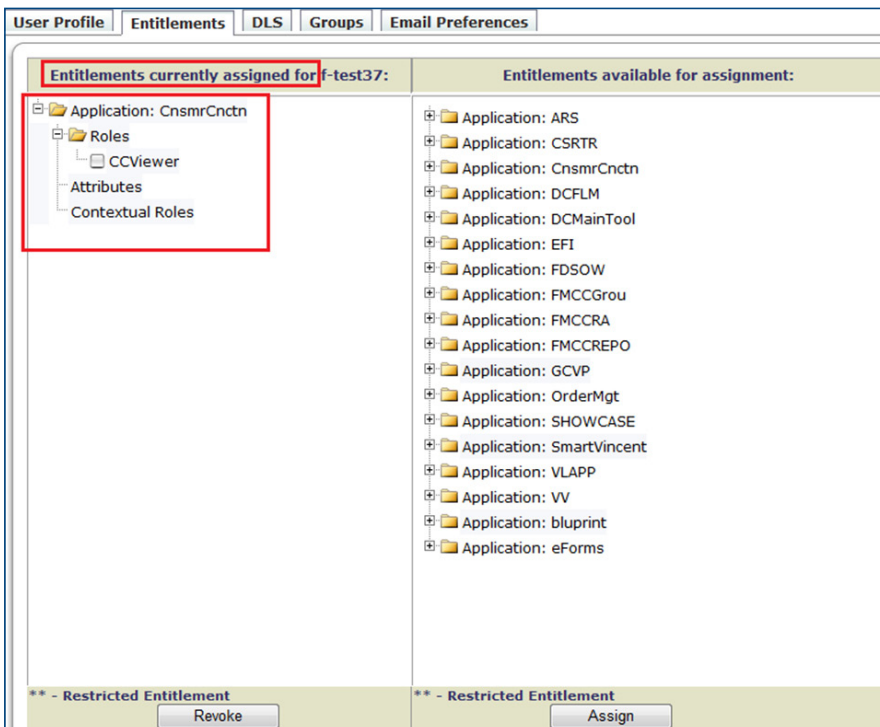 User Profile Entitlements DLS Groups Email Preferences
Entitlements currently assigned for f-test37:
Application: CnsmrCnctn
Roles
CCViewer
Attributes
Contextual Roles
** - Restricted Entitlement
Revoke
Entitlements available for assignment:
Application: ARS
Application: CSRTR
Application: CnsmrCnctn
Application: DCFLM
Application: DCMainTool
Application: EFI
Application: FDSOW
Application: FMCCGrou
Application: FMCCRA
Application: FMCCREPO
Application: GCVP
Application: OrderMgt
Application: SHOWCASE
Application: SmartVincent
Application: VLAPP
Application: VV
Application: bluprint
Application: eForms
** - Restricted Entitlement
Assign